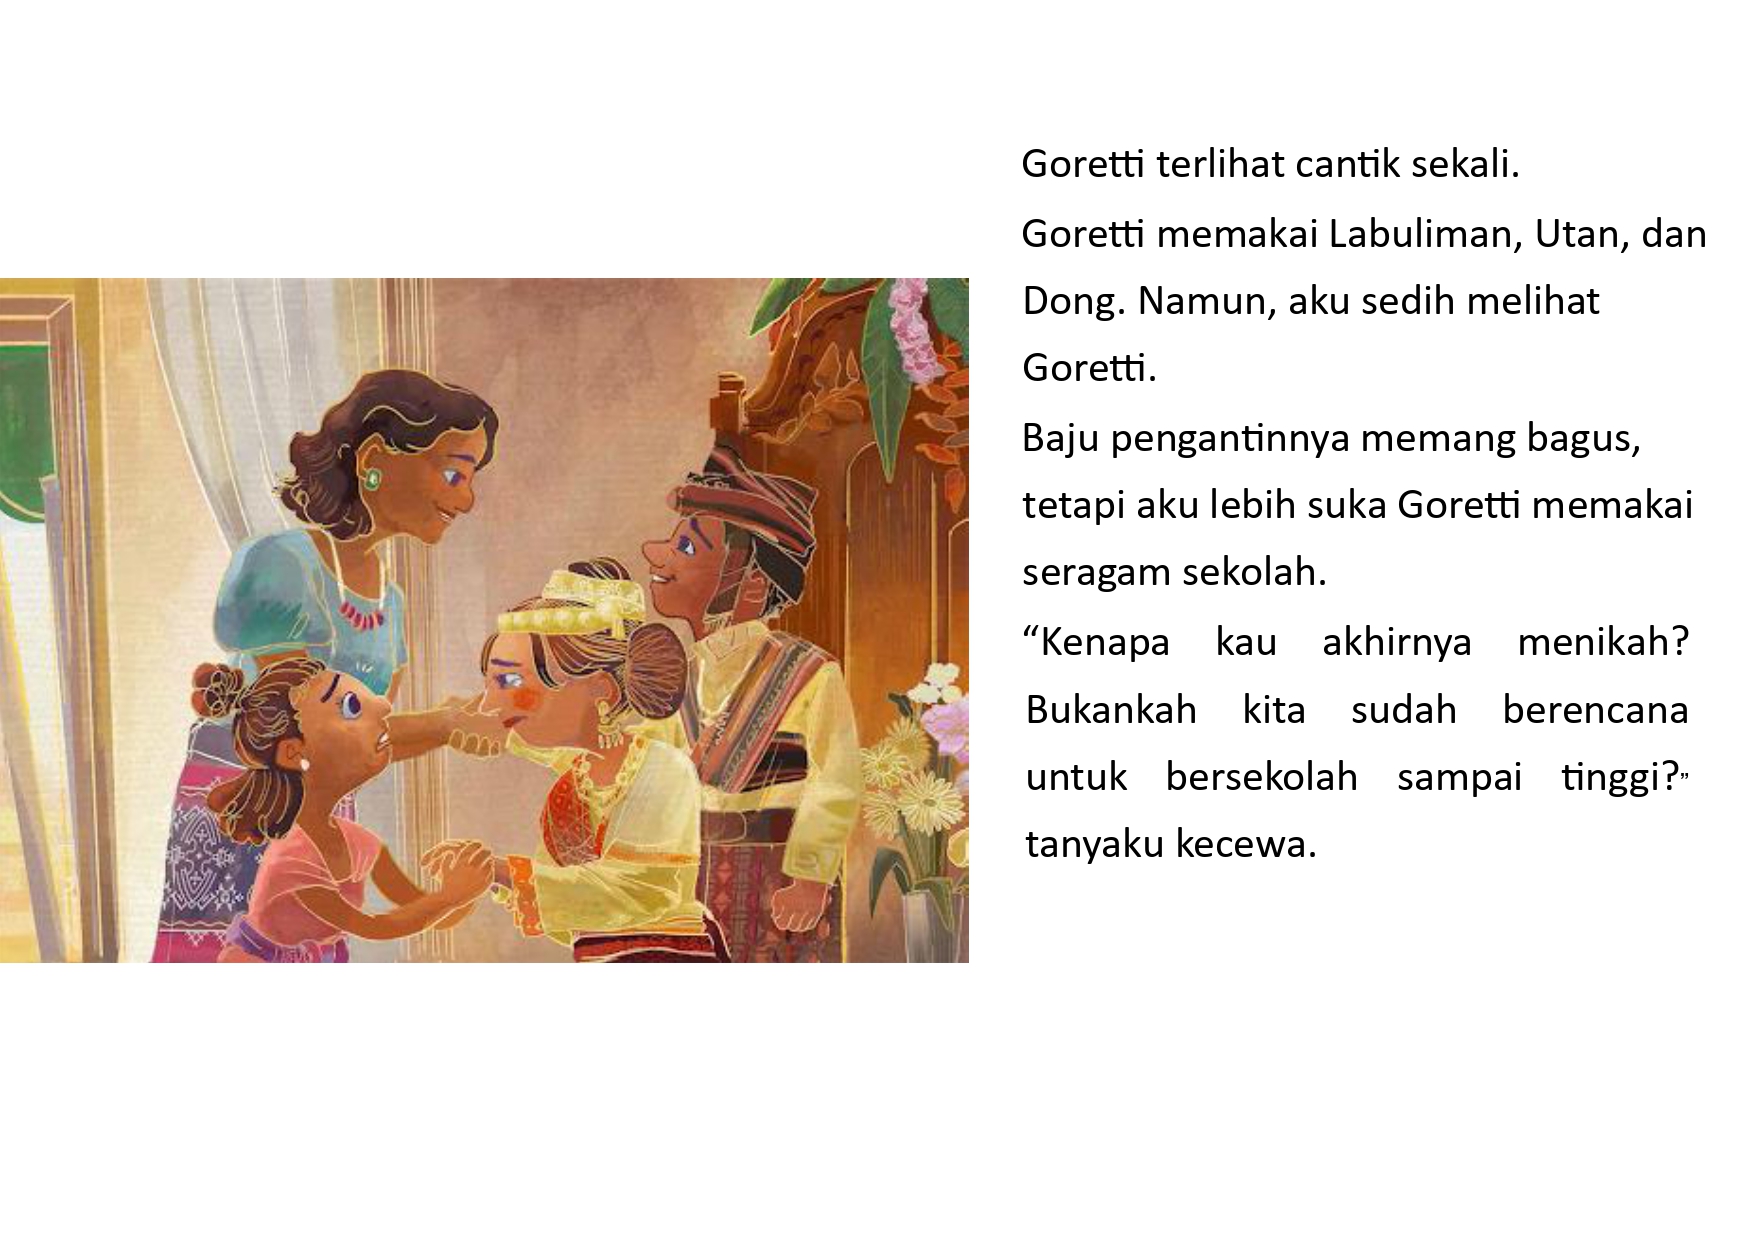 Goretti terlihat cantik sekali.
Goretti memakai Labuliman, Utan, dan
Dong. Namun, aku sedih melihat
Goretti.
Baju pengantinnya memang bagus,
tetapi aku lebih suka Goretti memakai
seragam sekolah.
“Kenapa kau akhirnya menikah?
Bukankah kita sudah berencana
untuk bersekolah sampai tinggi?”
tanyaku kecewa.